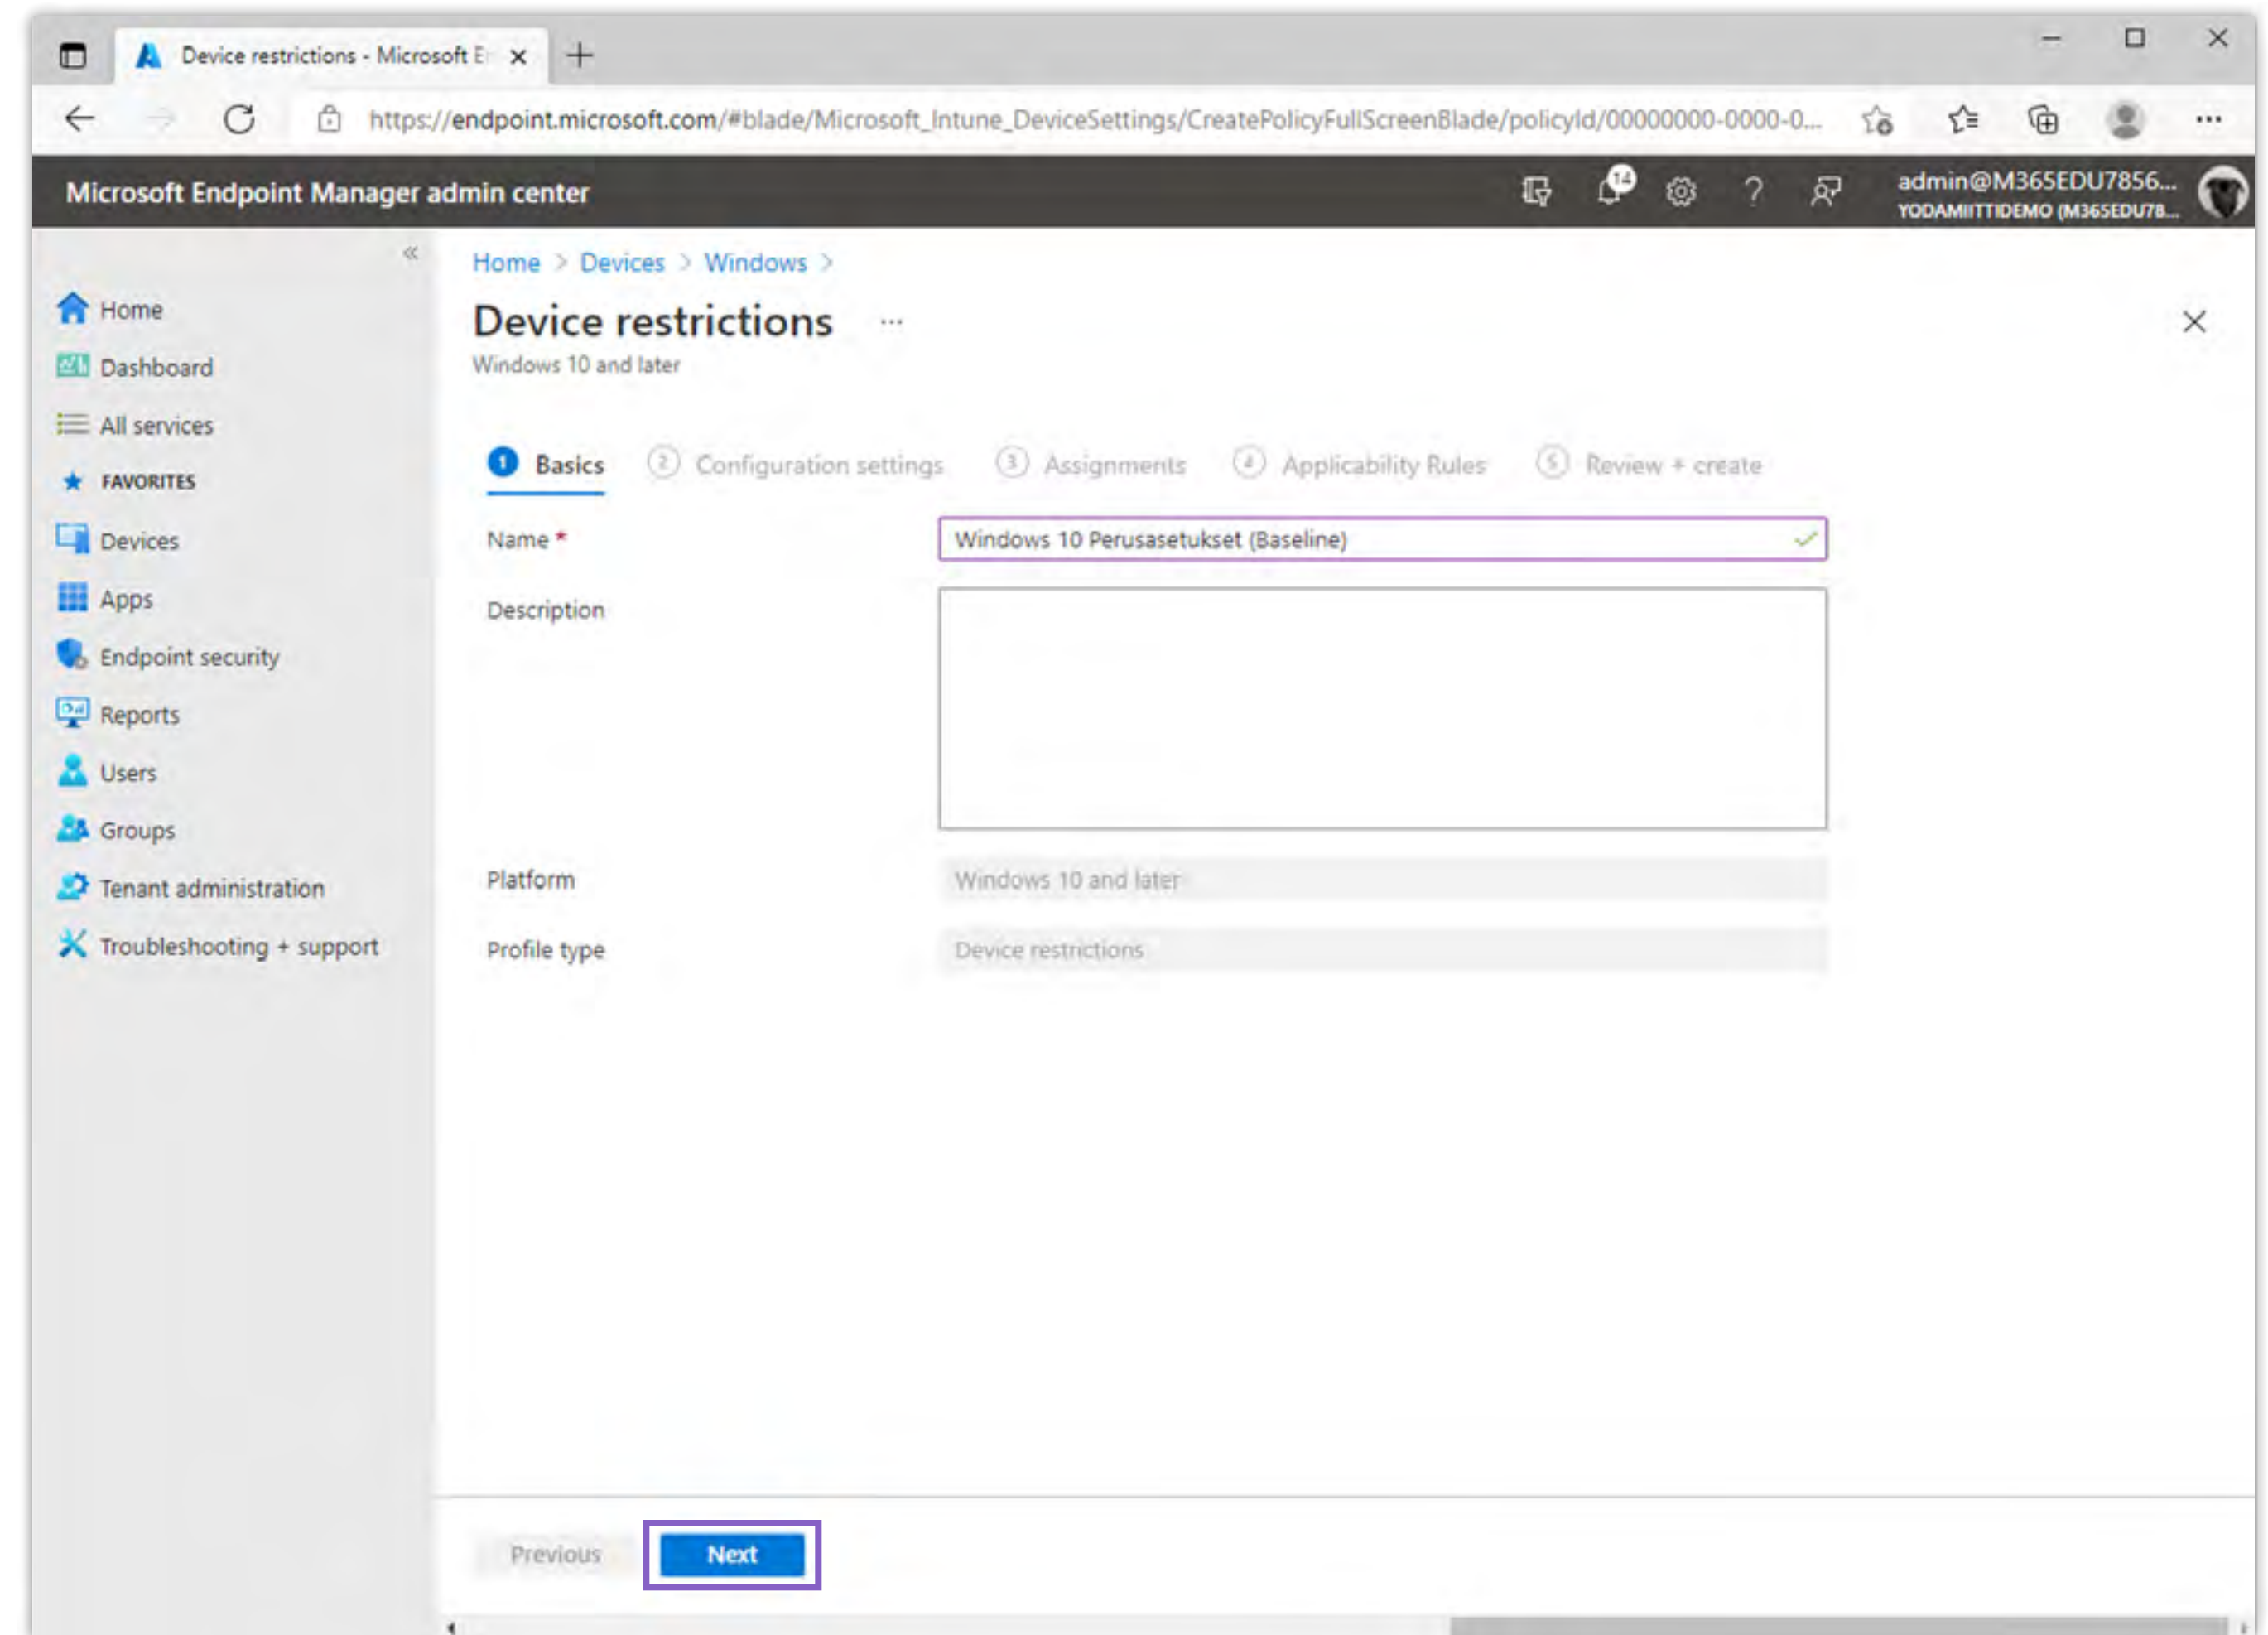 Device restrictions - Microsoft E
https://endpoint.microsoft.com/#blade/Microsoft_Intune_DeviceSettings/CreatePolicyFullScreenBlade/policyId/00000000-0000-0...
Microsoft Endpoint Manager admin center
14
?
admin@M365EDU7856...
YODAMIITTIDEMO (M365EDU78...
«
Home
Dashboard
All services
FAVORITES
Devices
Apps
Endpoint security
Reports
Users
Groups
Tenant administration
Troubleshooting + support
Home > Devices > Windows >
Device restrictions ...
Windows 10 and later
1 Basics 2 Configuration settings 3 Assignments 4 Applicability Rules 5 Review + create
Name * Windows 10 Perusasetukset (Baseline)
Description
Platform Windows 10 and later
Profile type Device restrictions
Previous Next